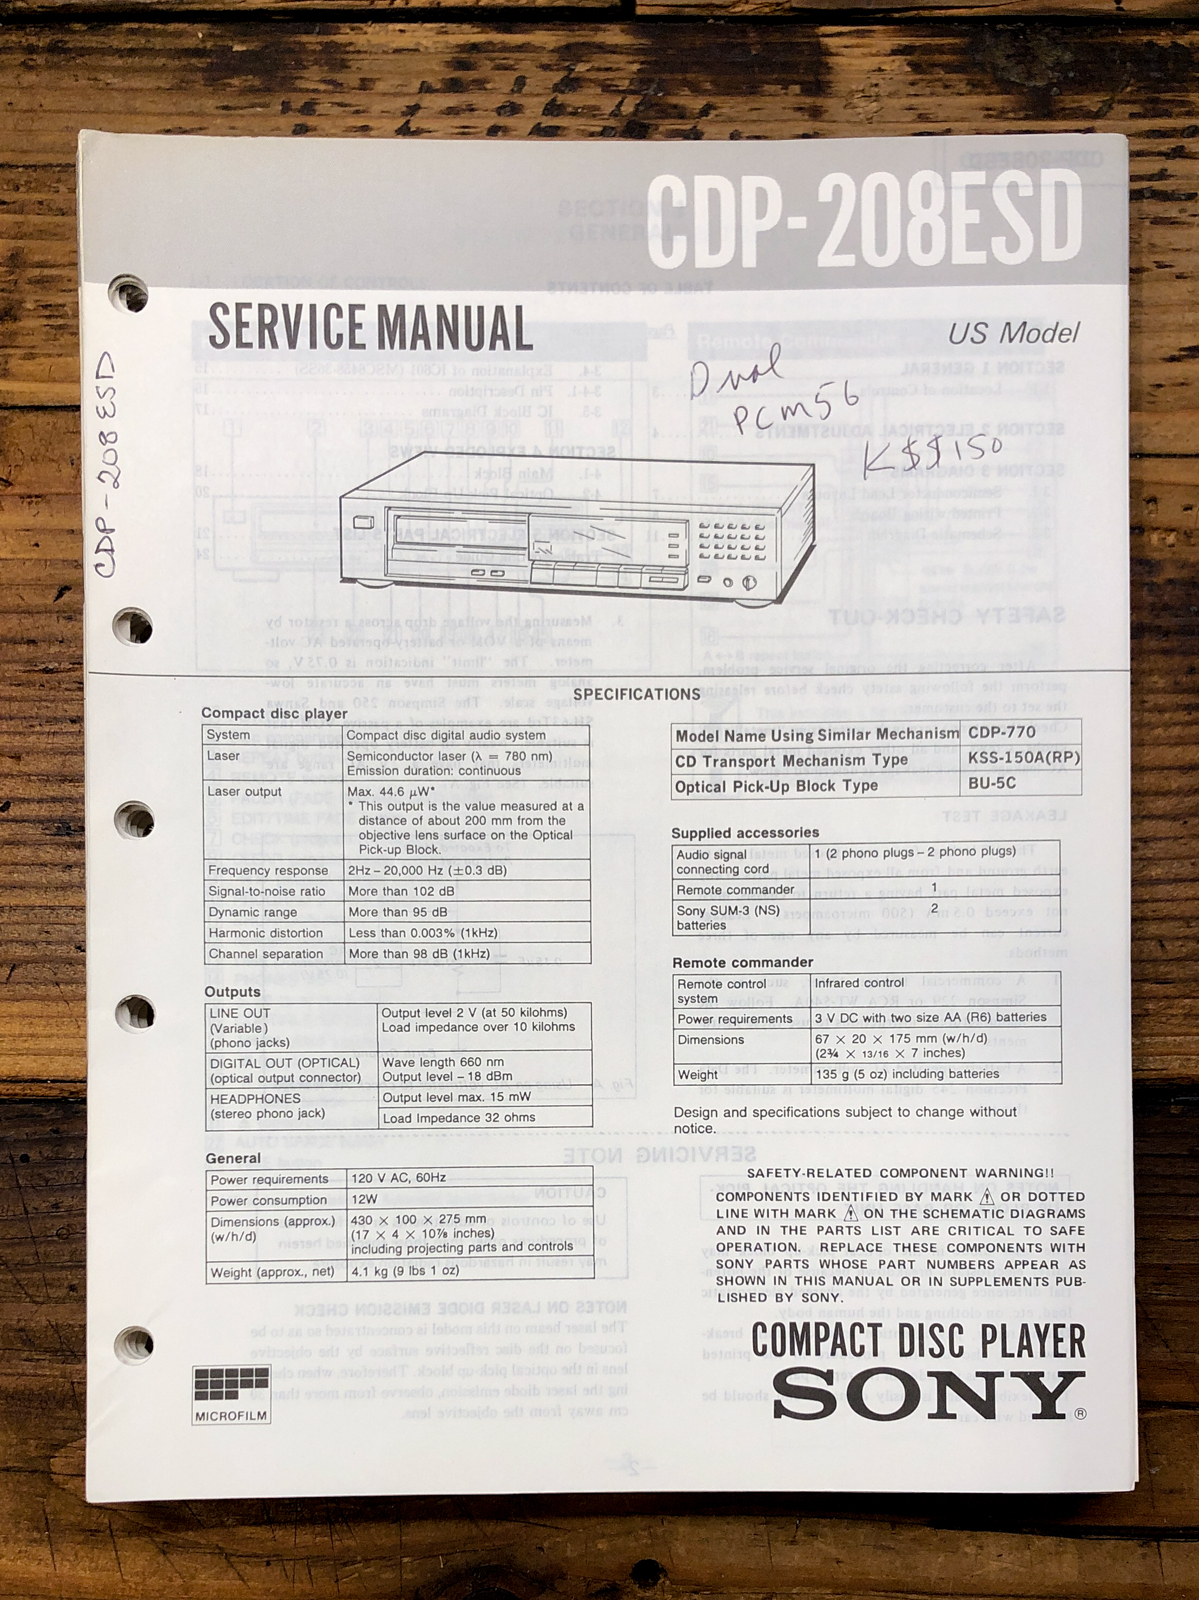 CDP-208ESD
SERVICE MANUAL
US Model
Dual
PCM56
K$$150
CDP-208ESD
SPECIFICATIONS
Compact disc player
System Compact disc digital audio system
Laser Semiconductor laser (λ = 780 nm)
Emission duration: continuous
Laser output Max. 44.6 μW*
* This output is the value measured at a
distance of about 200 mm from the
objective lens surface on the Optical
Pick-up Block.
Frequency response 2Hz – 20,000 Hz (±0.3 dB)
Signal-to-noise ratio More than 102 dB
Dynamic range More than 95 dB
Harmonic distortion Less than 0.003% (1kHz)
Channel separation More than 98 dB (1kHz)
Outputs
LINE OUT Output level 2 V (at 50 kilohms)
(Variable) Load impedance over 10 kilohms
(phono jacks)
DIGITAL OUT (OPTICAL) Wave length 660 nm
(optical output connector) Output level –18 dBm
HEADPHONES Output level max. 15 mW
(stereo phono jack) Load Impedance 32 ohms
General
Power requirements 120 V AC, 60Hz
Power consumption 12W
Dimensions (approx.) 430 × 100 × 275 mm
(w/h/d) (17 × 4 × 10⅞ inches)
including projecting parts and controls
Weight (approx., net) 4.1 kg (9 lbs 1 oz)
MICROFILM
Model Name Using Similar Mechanism CDP-770
CD Transport Mechanism Type KSS-150A(RP)
Optical Pick-Up Block Type BU-5C
Supplied accessories
Audio signal 1 (2 phono plugs – 2 phono plugs)
connecting cord
Remote commander 1
Sony SUM-3 (NS) 2
batteries
Remote commander
Remote control Infrared control
system
Power requirements 3 V DC with two size AA (R6) batteries
Dimensions 67 × 20 × 175 mm (w/h/d)
(2¾ × 13/16 × 7 inches)
Weight 135 g (5 oz) including batteries
Design and specifications subject to change without
notice.
SAFETY-RELATED COMPONENT WARNING!!
COMPONENTS IDENTIFIED BY MARK ⚠ OR DOTTED
LINE WITH MARK ⚠ ON THE SCHEMATIC DIAGRAMS
AND IN THE PARTS LIST ARE CRITICAL TO SAFE
OPERATION. REPLACE THESE COMPONENTS WITH
SONY PARTS WHOSE PART NUMBERS APPEAR AS
SHOWN IN THIS MANUAL OR IN SUPPLEMENTS PUB-
LISHED BY SONY.
COMPACT DISC PLAYER
SONY®